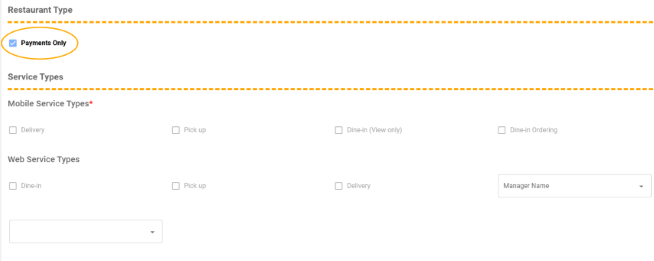 Restaurant Type
Payments Only
Service Types
Mobile Service Types*
Delivery Pick up Dine-in (View only) Dine-in Ordering
Web Service Types
Dine-in Pick up Delivery Manager Name